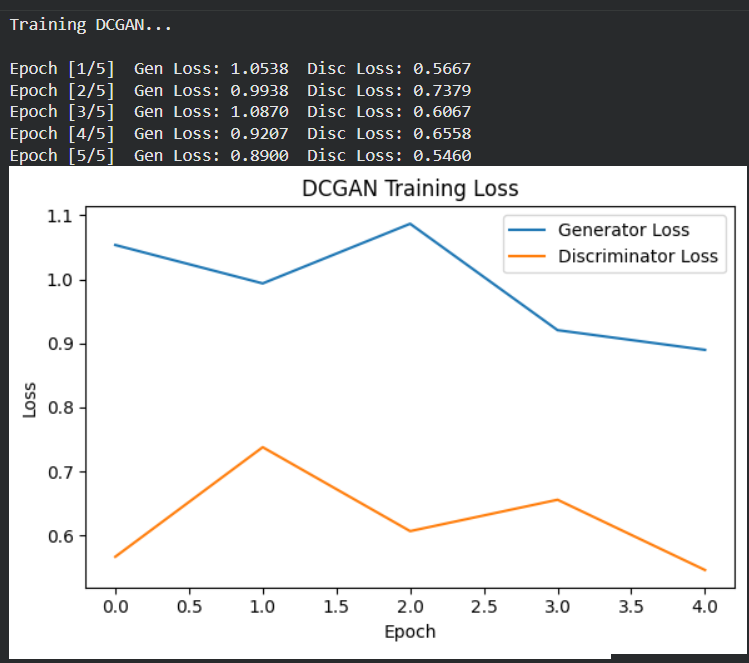 Training DCGAN...
Epoch [1/5]  Gen Loss: 1.0538  Disc Loss: 0.5667
Epoch [2/5]  Gen Loss: 0.9938  Disc Loss: 0.7379
Epoch [3/5]  Gen Loss: 1.0870  Disc Loss: 0.6067
Epoch [4/5]  Gen Loss: 0.9207  Disc Loss: 0.6558
Epoch [5/5]  Gen Loss: 0.8900  Disc Loss: 0.5460
DCGAN Training Loss
Generator Loss
Discriminator Loss
Loss
1.1
1.0
0.9
0.8
0.7
0.6
0.0 0.5 1.0 1.5 2.0 2.5 3.0 3.5 4.0
Epoch